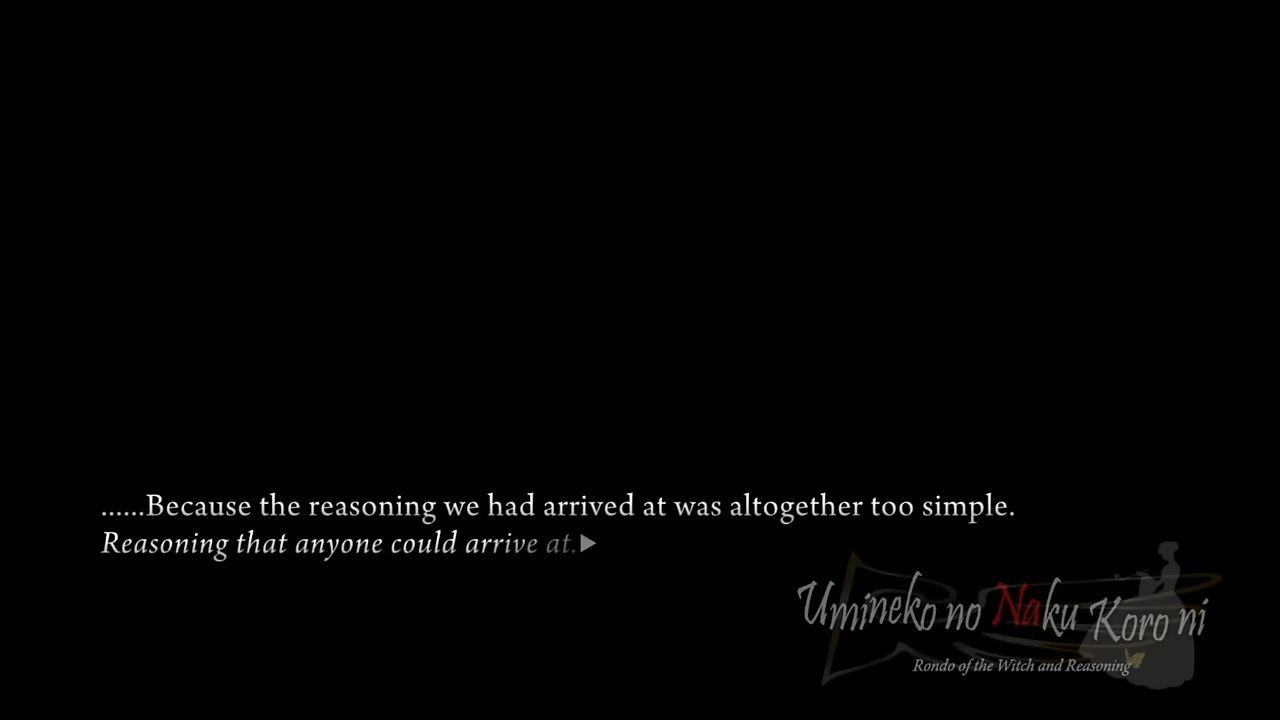 ......Because the reasoning we had arrived at was altogether too simple.
Reasoning that anyone could arrive at.
Umineko no Naku Koro ni
Rondo of the Witch and Reasoning